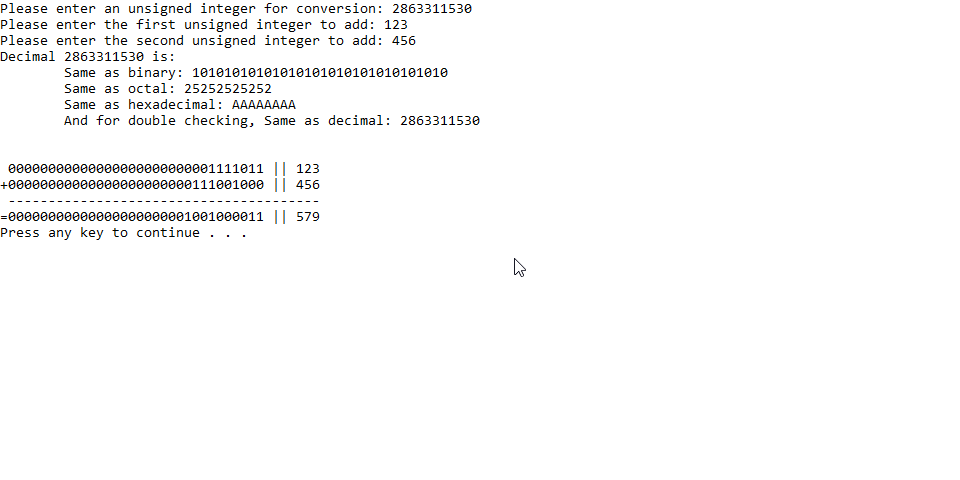 Please enter an unsigned integer for conversion: 2863311530
Please enter the first unsigned integer to add: 123
Please enter the second unsigned integer to add: 456
Decimal 2863311530 is:
        Same as binary: 10101010101010101010101010101010
        Same as octal: 25252525252
        Same as hexadecimal: AAAAAAAA
        And for double checking, Same as decimal: 2863311530
 00000000000000000000000001111011 || 123
+00000000000000000000000111001000 || 456
 ---------------------------------------
=00000000000000000000001001000011 || 579
Press any key to continue . . .